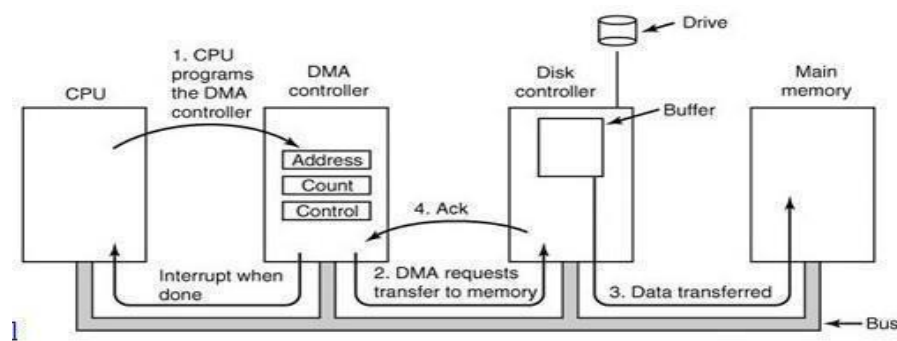 Drive
1. CPU
programs
the DMA
controller
CPU
DMA
controller
Disk
controller
Main
memory
Buffer
Address
Count
Control
4. Ack
Interrupt when
done
2. DMA requests
transfer to memory
3. Data transferred
Bus
l